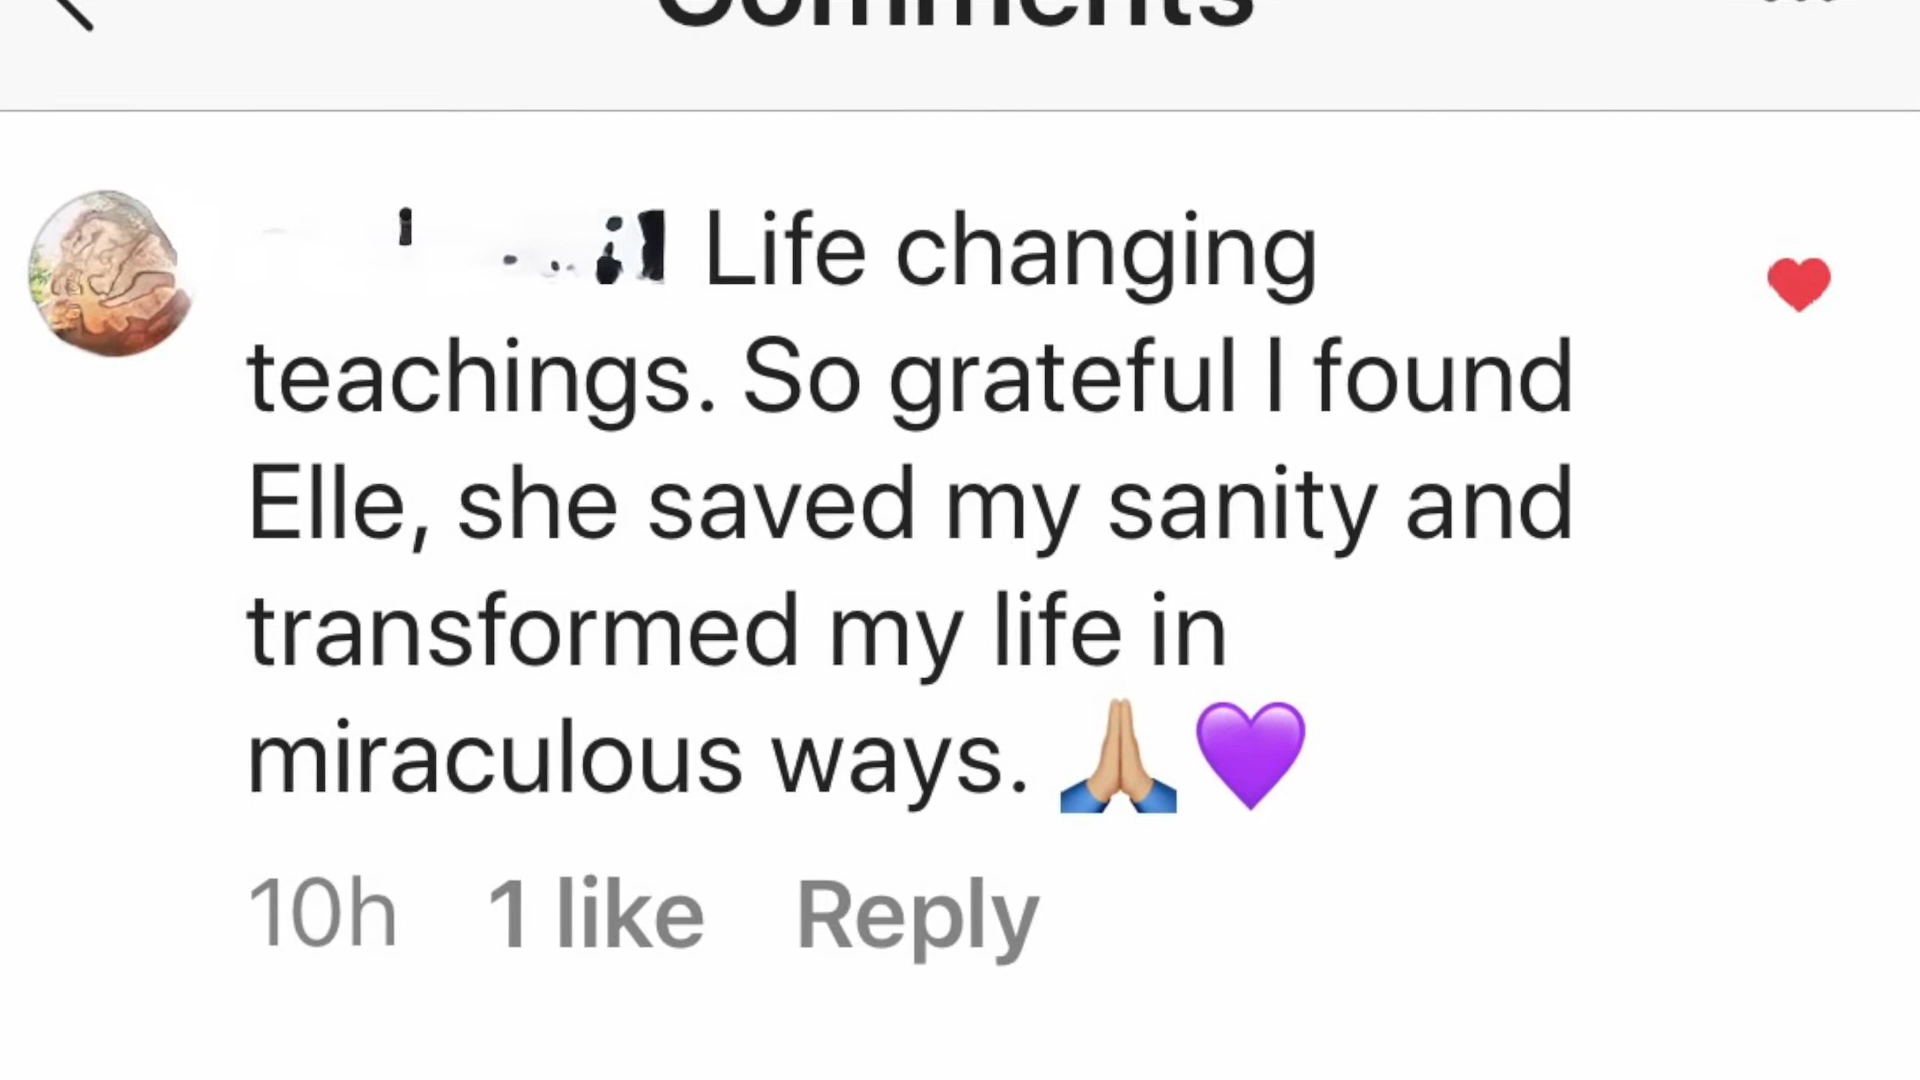 Comments
Life changing
teachings. So grateful I found
Elle, she saved my sanity and
transformed my life in
miraculous ways. 🙏🏼💜
10h 1 like Reply